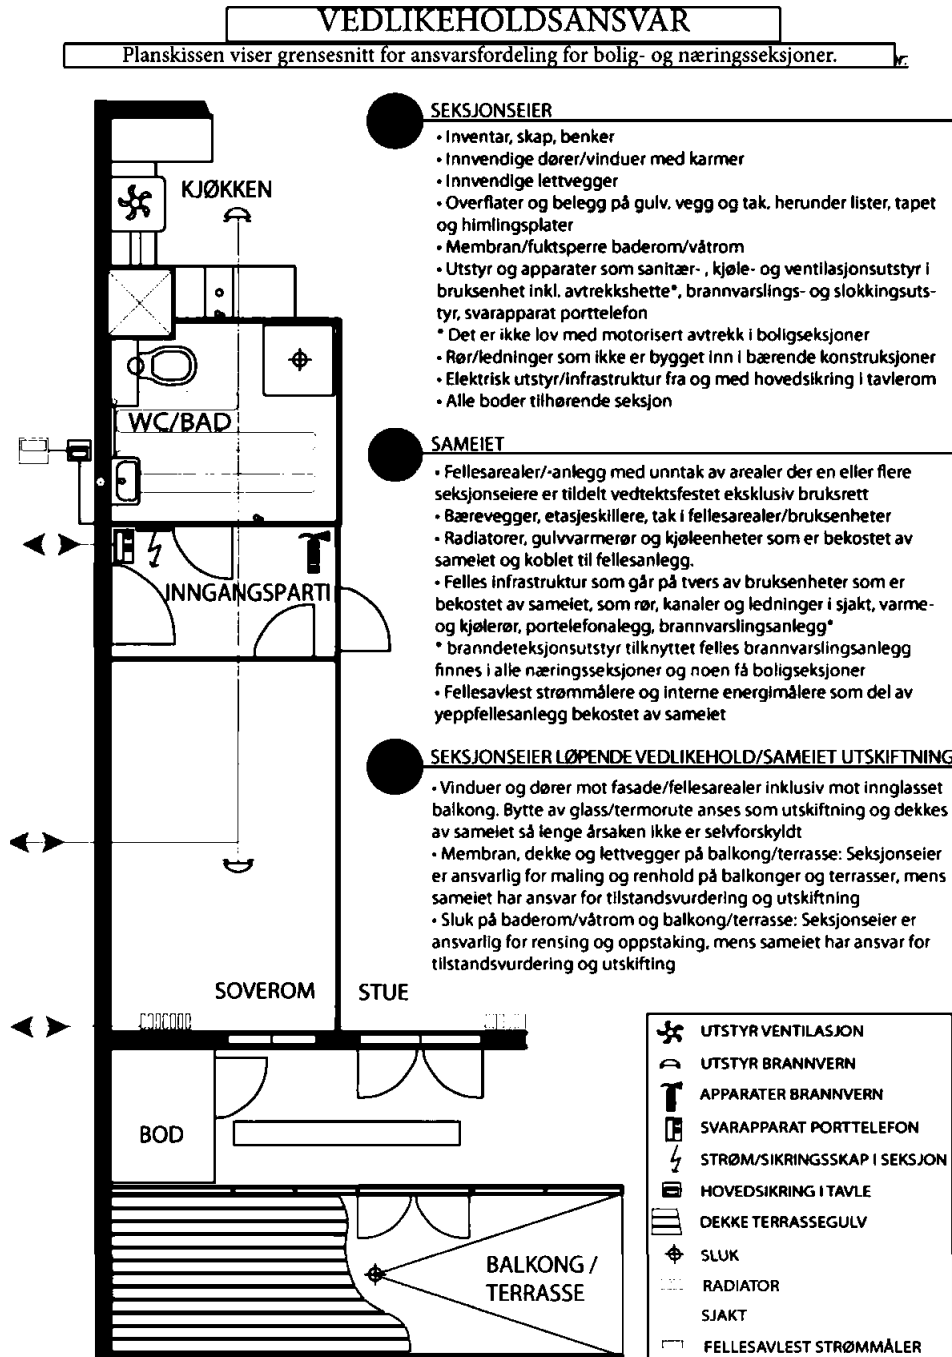 VEDLIKEHOLDSANSVAR
Planskissen viser grensesnitt for ansvarsfordeling for bolig- og næringsseksjoner.
SEKSJONSEIER
• Inventar, skap, benker
• Innvendige dører/vinduer med karmer
• Innvendige lettvegger
• Overflater og belegg på gulv, vegg og tak, herunder lister, tapet
og himlingsplater
• Membran/fuktsperre baderom/våtrom
• Utstyr og apparater som sanitær- , kjøle- og ventilasjonsutstyr i
bruksenhet inkl. avtrekkshette*, brannvarslings- og slokkingsuts-
tyr, svarapparat porttelefon
* Det er ikke lov med motorisert avtrekk i boligseksjoner
• Rør/ledninger som ikke er bygget inn i bærende konstruksjoner
• Elektrisk utstyr/infrastruktur fra og med hovedsikring i tavlerom
• Alle boder tilhørende seksjon
SAMEIET
• Fellesarealer/-anlegg med unntak av arealer der en eller flere
seksjonseiere er tildelt vedtektsfestet eksklusiv bruksrett
• Bærevegger, etasjeskillere, tak i fellesarealer/bruksenheter
• Radiatorer, gulvvarmerør og kjøleenheter som er bekostet av
sameiet og koblet til fellesanlegg.
• Felles infrastruktur som går på tvers av bruksenheter som er
bekostet av sameiet, som rør, kanaler og ledninger i sjakt, varme-
og kjølerør, portelefonalegg, brannvarslingsanlegg*
* branndeteksjonsutstyr tilknyttet felles brannvarslingsanlegg
finnes i alle næringsseksjoner og noen få boligseksjoner
• Fellesavlest strømmålere og interne energimålere som del av
yeppfellesanlegg bekostet av sameiet
SEKSJONSEIER LØPENDE VEDLIKEHOLD/SAMEIET UTSKIFTNING
• Vinduer og dører mot fasade/fellesarealer inklusiv mot innglasset
balkong. Bytte av glass/termorute anses som utskiftning og dekkes
av sameiet så lenge årsaken ikke er selvforskyldt
• Membran, dekke og lettvegger på balkong/terrasse: Seksjonseier
er ansvarlig for maling og renhold på balkonger og terrasser, mens
sameiet har ansvar for tilstandsvurdering og utskiftning
• Sluk på baderom/våtrom og balkong/terrasse: Seksjonseier er
ansvarlig for rensing og oppstaking, mens sameiet har ansvar for
tilstandsvurdering og utskifting
KJØKKEN
WC/BAD
INNGANGSPARTI
SOVEROM
STUE
BOD
BALKONG /
TERRASSE
UTSTYR VENTILASJON
UTSTYR BRANNVERN
APPARATER BRANNVERN
SVARAPPARAT PORTTELEFON
STRØM/SIKRINGSSKAP I SEKSJON
HOVEDSIKRING I TAVLE
DEKKE TERRASSEGULV
SLUK
RADIATOR
SJAKT
FELLESAVLEST STRØMMÅLER